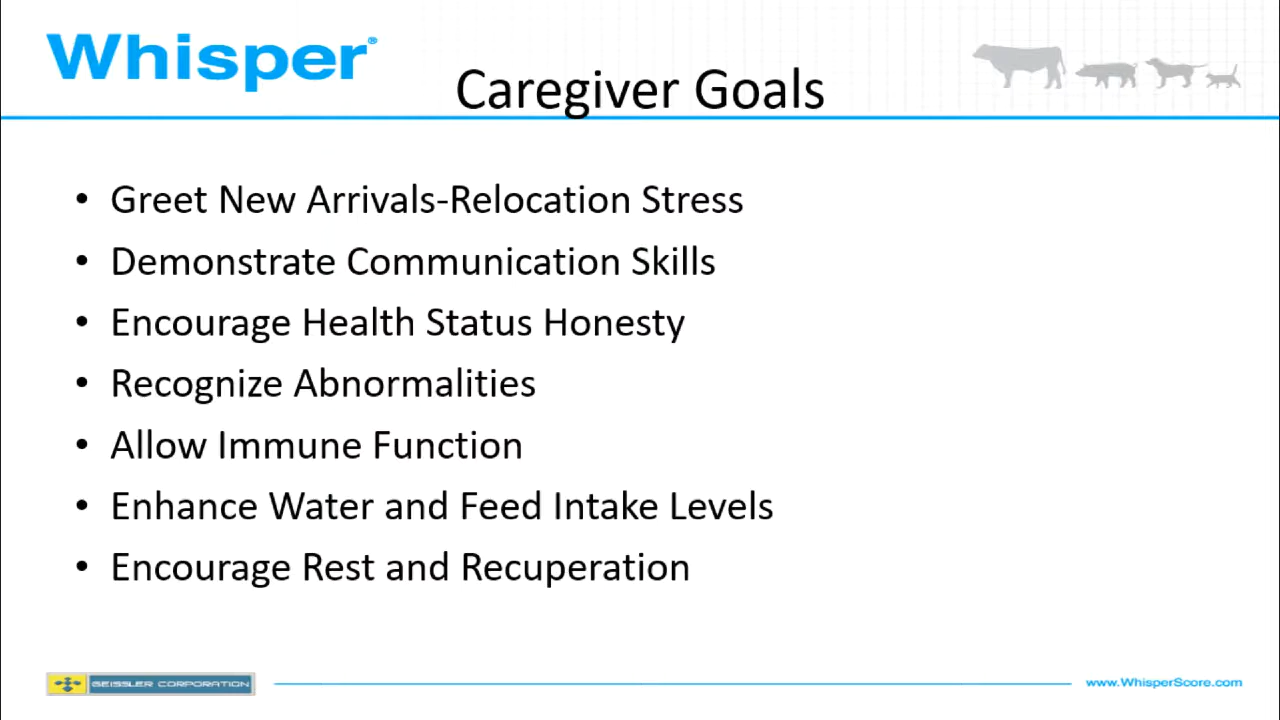 Whisper®
Caregiver Goals
• Greet New Arrivals-Relocation Stress
• Demonstrate Communication Skills
• Encourage Health Status Honesty
• Recognize Abnormalities
• Allow Immune Function
• Enhance Water and Feed Intake Levels
• Encourage Rest and Recuperation
GEISSLER CORPORATION
www.WhisperScore.com